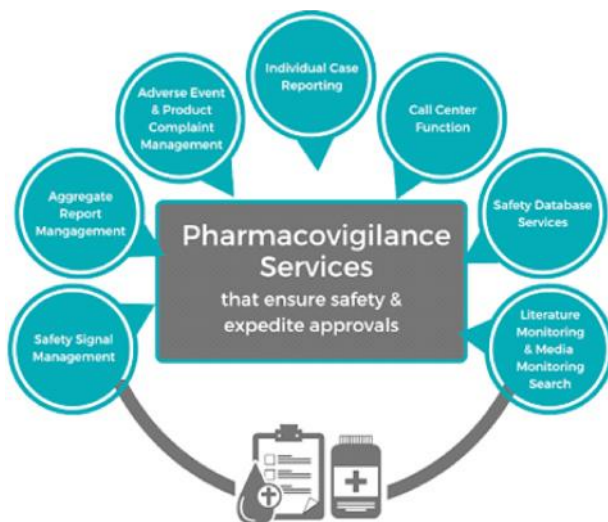 Individual Case
Reporting
Adverse Event
& Product
Complaint
Management
Call Center
Function
Aggregate
Report
Mangagement
Safety Database
Services
Pharmacovigilance
Services
that ensure safety &
expedite approvals
Safety Signal
Management
Literature
Monitoring
& Media
Monitoring
Search